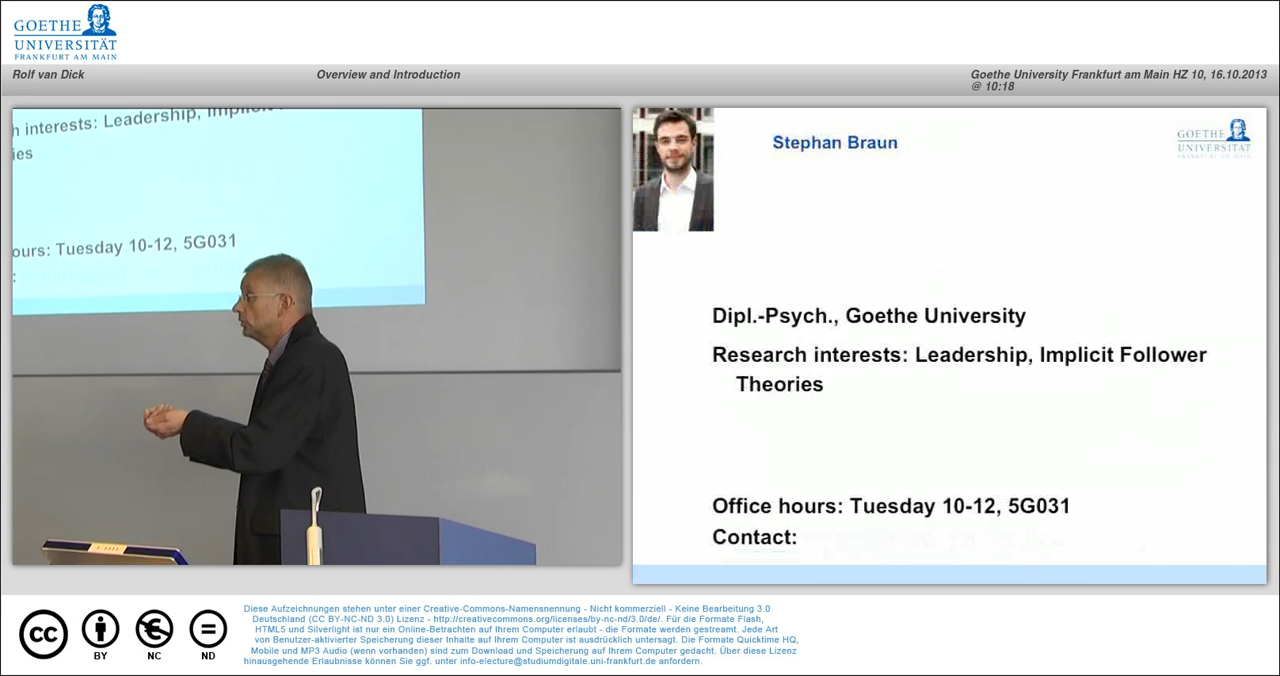 GOETHE
UNIVERSITÄT
FRANKFURT AM MAIN
Rolf van Dick
Overview and Introduction
Goethe University Frankfurt am Main HZ 10, 16.10.2013
@ 10:18
h interests: Leadership, Implicit
ies
ours: Tuesday 10-12, 5G031
:
Stephan Braun
GOETHE
UNIVERSITÄT
FRANKFURT AM MAIN
Dipl.-Psych., Goethe University
Research interests: Leadership, Implicit Follower
Theories
Office hours: Tuesday 10-12, 5G031
Contact:
cc
BY
NC
ND
Diese Aufzeichnungen stehen unter einer Creative-Commons-Namensnennung - Nicht kommerziell - Keine Bearbeitung 3.0
Deutschland (CC BY-NC-ND 3.0) Lizenz - http://creativecommons.org/licenses/by-nc-nd/3.0/de/. Für die Formate Flash,
HTML5 und Silverlight ist nur ein Online-Betrachten auf Ihrem Computer erlaubt - die Formate werden gestreamt. Jede Art
von Benutzer-aktivierter Speicherung dieser Inhalte auf Ihrem Computer ist ausdrücklich untersagt. Die Formate Quicktime HQ,
Mobile und MP3 Audio (wenn vorhanden) sind zum Download und Speicherung auf Ihrem Computer gedacht. Über diese Lizenz
hinausgehende Erlaubnisse können Sie ggf. unter info-electure@studiumdigitale.uni-frankfurt.de anfordern.